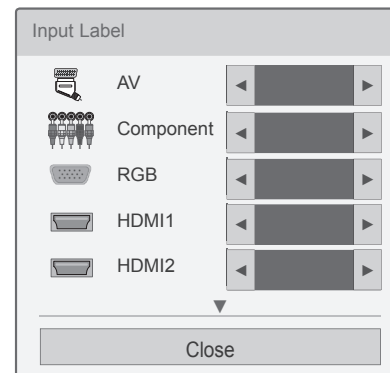 Input Label
AV
Component
RGB
HDMI1
HDMI2
Close